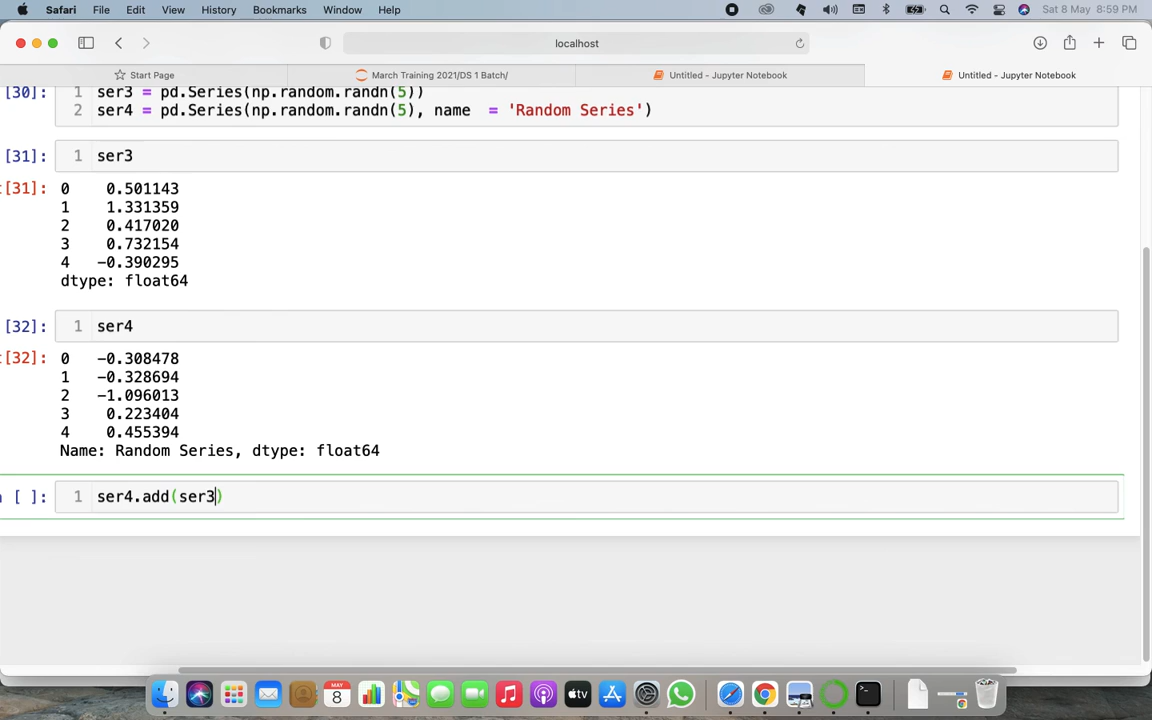 Safari File Edit View History Bookmarks Window Help Sat 8 May 8:59 PM
localhost
Start Page March Training 2021/DS 1 Batch/ Untitled - Jupyter Notebook Untitled - Jupyter Notebook
[30]: 1 ser3 = pd.Series(np.random.randn(5))
2 ser4 = pd.Series(np.random.randn(5), name = 'Random Series')
[31]: 1 ser3
[31]: 0 0.501143
1 1.331359
2 0.417020
3 0.732154
4 -0.390295
dtype: float64
[32]: 1 ser4
[32]: 0 -0.308478
1 -0.328694
2 -1.096013
3 0.223404
4 0.455394
Name: Random Series, dtype: float64
[ ]: 1 ser4.add(ser3)
MAY
8
tv